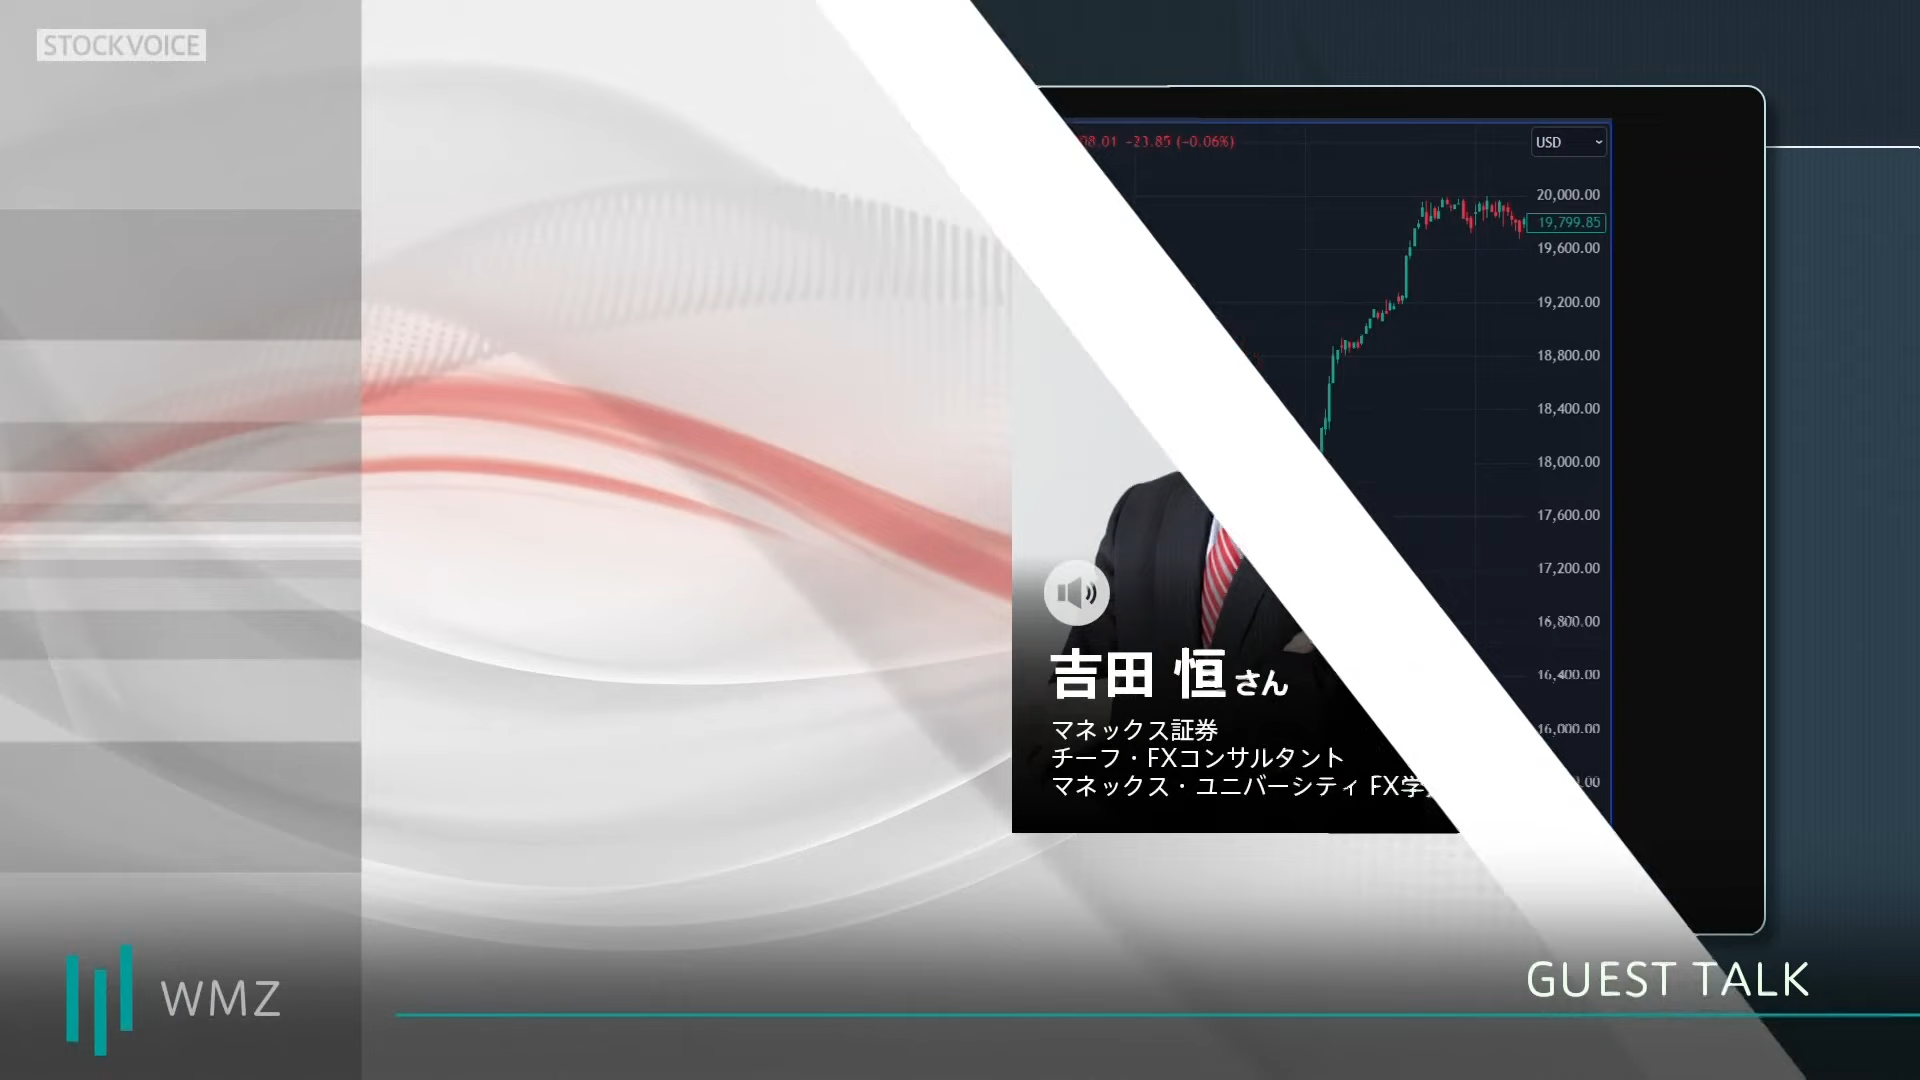 STOCKVOICE
08.01 −23.85 (−0.06%)
USD
20,000.00
19,799.85
19,600.00
19,200.00
18,800.00
18,400.00
18,000.00
17,600.00
17,200.00
16,800.00
16,400.00
16,000.00
.00
吉田 恒さん
マネックス証券
チーフ・FXコンサルタント
マネックス・ユニバーシティ FX学
WMZ
GUEST TALK